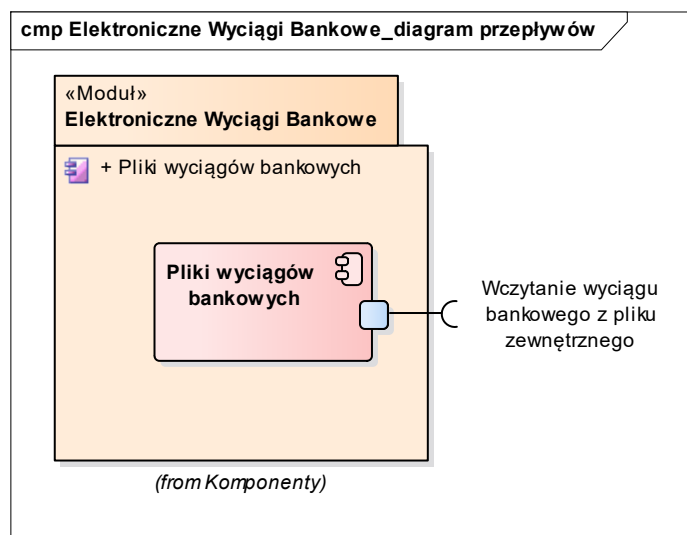 cmp Elektroniczne Wyciągi Bankowe_diagram przepływów
«Moduł»
Elektroniczne Wyciągi Bankowe
+ Pliki wyciągów bankowych
Pliki wyciągów
bankowych
Wczytanie wyciągu
bankowego z pliku
zewnętrznego
(from Komponenty)